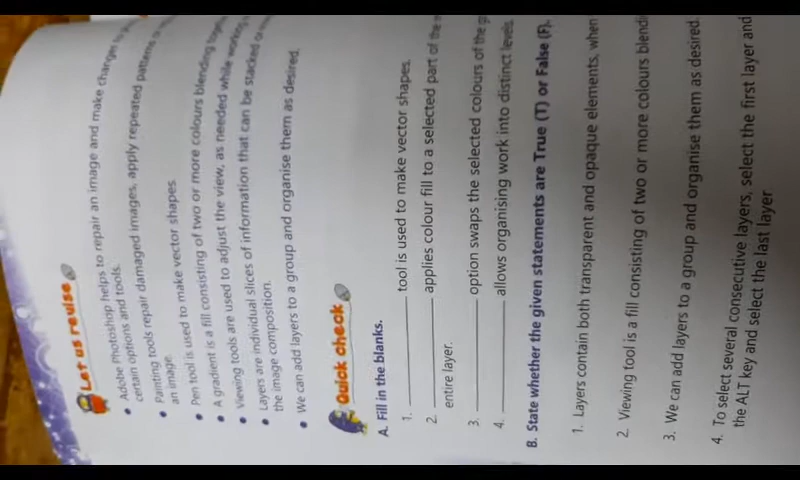 Let us revise
• Adobe Photoshop helps to repair an image and make changes to
certain options and tools.
• Painting tools repair damaged images, apply repeated patterns
an image.
• Pen tool is used to make vector shapes
• A gradient is a fill consisting of two or more colours blending
• Viewing tools are used to adjust the view, as needed while working
• Layers are individual slices of information that can be stacked or
the image composition.
• We can add layers to a group and organise them as desired.
Quick check
A. Fill in the blanks.
1. ____________ tool is used to make vector shapes.
2. ____________ applies colour fill to a selected part of the
entire layer.
3. ____________ option swaps the selected colours of the
4. ____________ allows organising work into distinct levels.
B. State whether the given statements are True (T) or False (F).
1. Layers contain both transparent and opaque elements, when
2. Viewing tool is a fill consisting of two or more colours
3. We can add layers to a group and organise them as desired.
4. To select several consecutive layers, select the first layer and
the ALT key and select the last layer